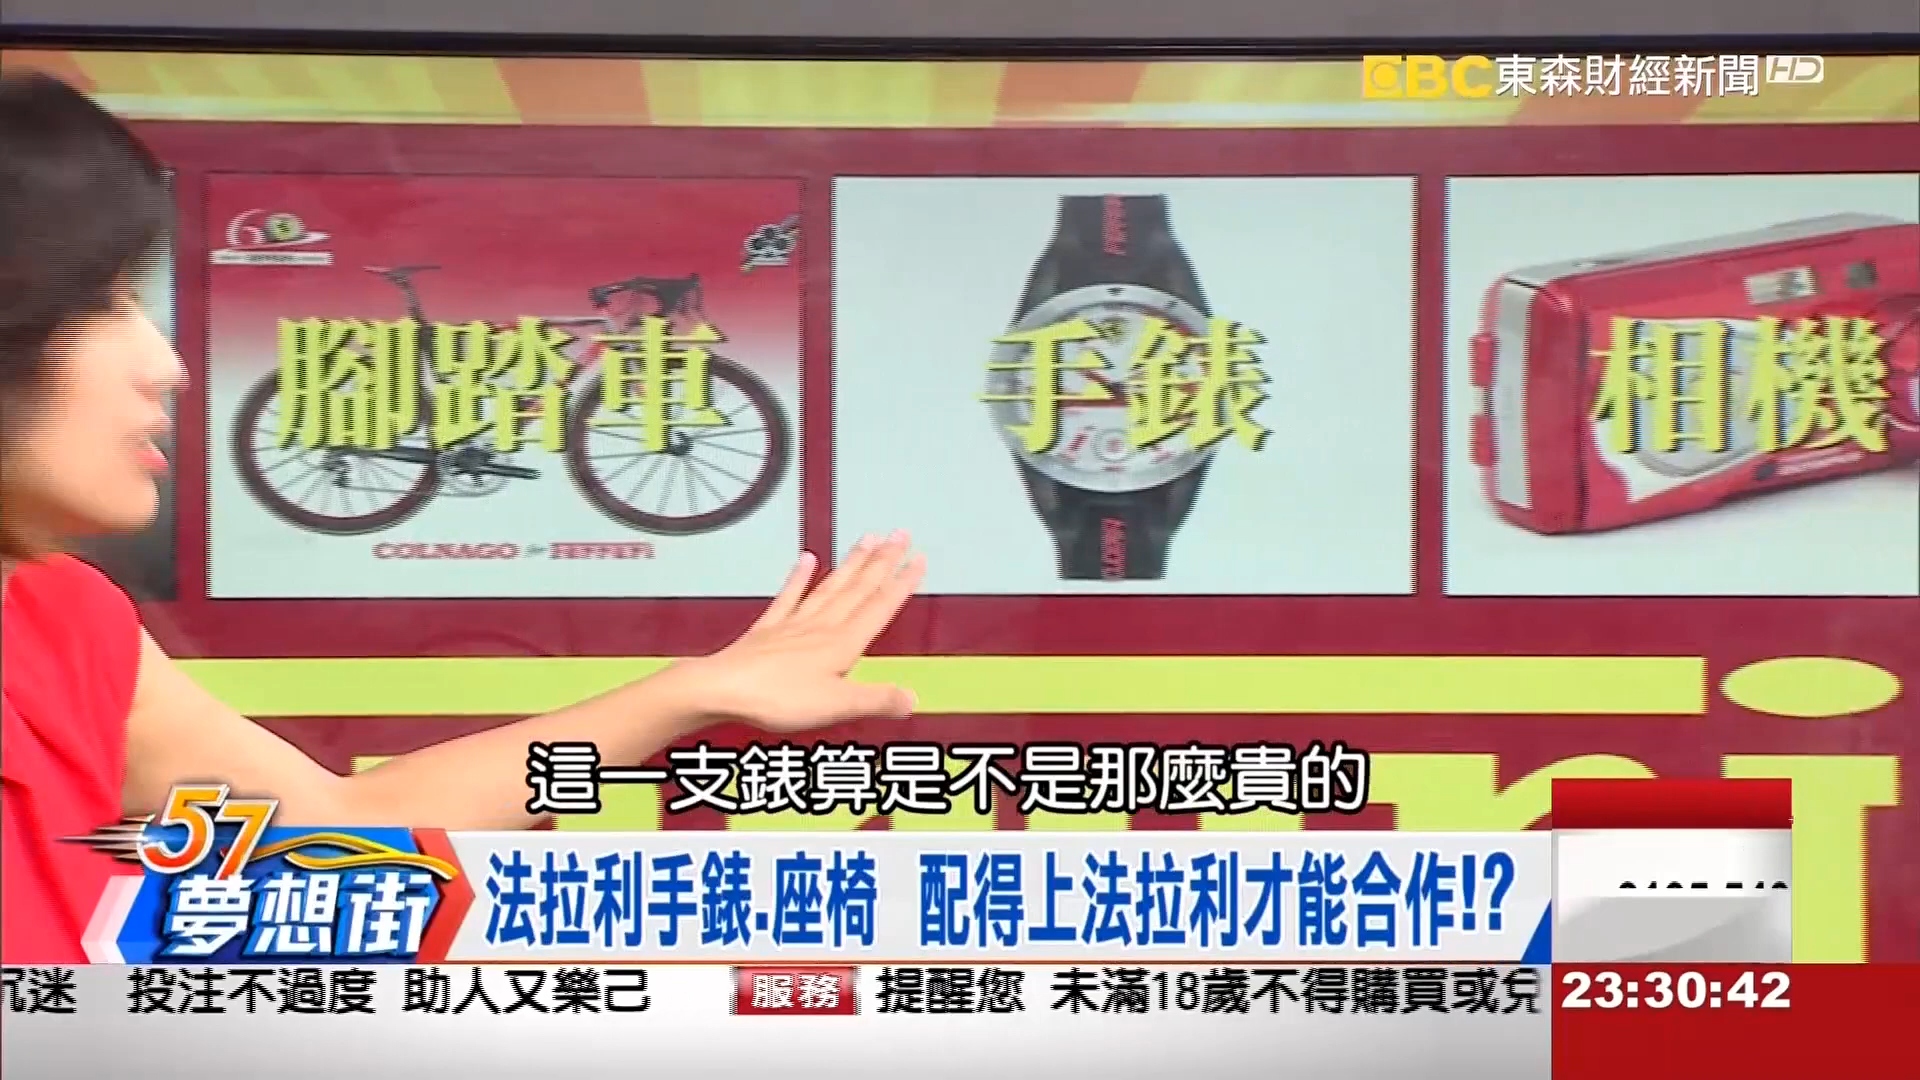 EBC東森財經新聞HD
60
腳踏車
手錶
相機
COLNAGO for Ferrari
這一支錶算是不是那麼貴的
57
夢想街
法拉利手錶.座椅 配得上法拉利才能合作!?
沉迷 投注不過度 助人又樂己 服務 提醒您 未滿18歲不得購買或兌
23:30:42